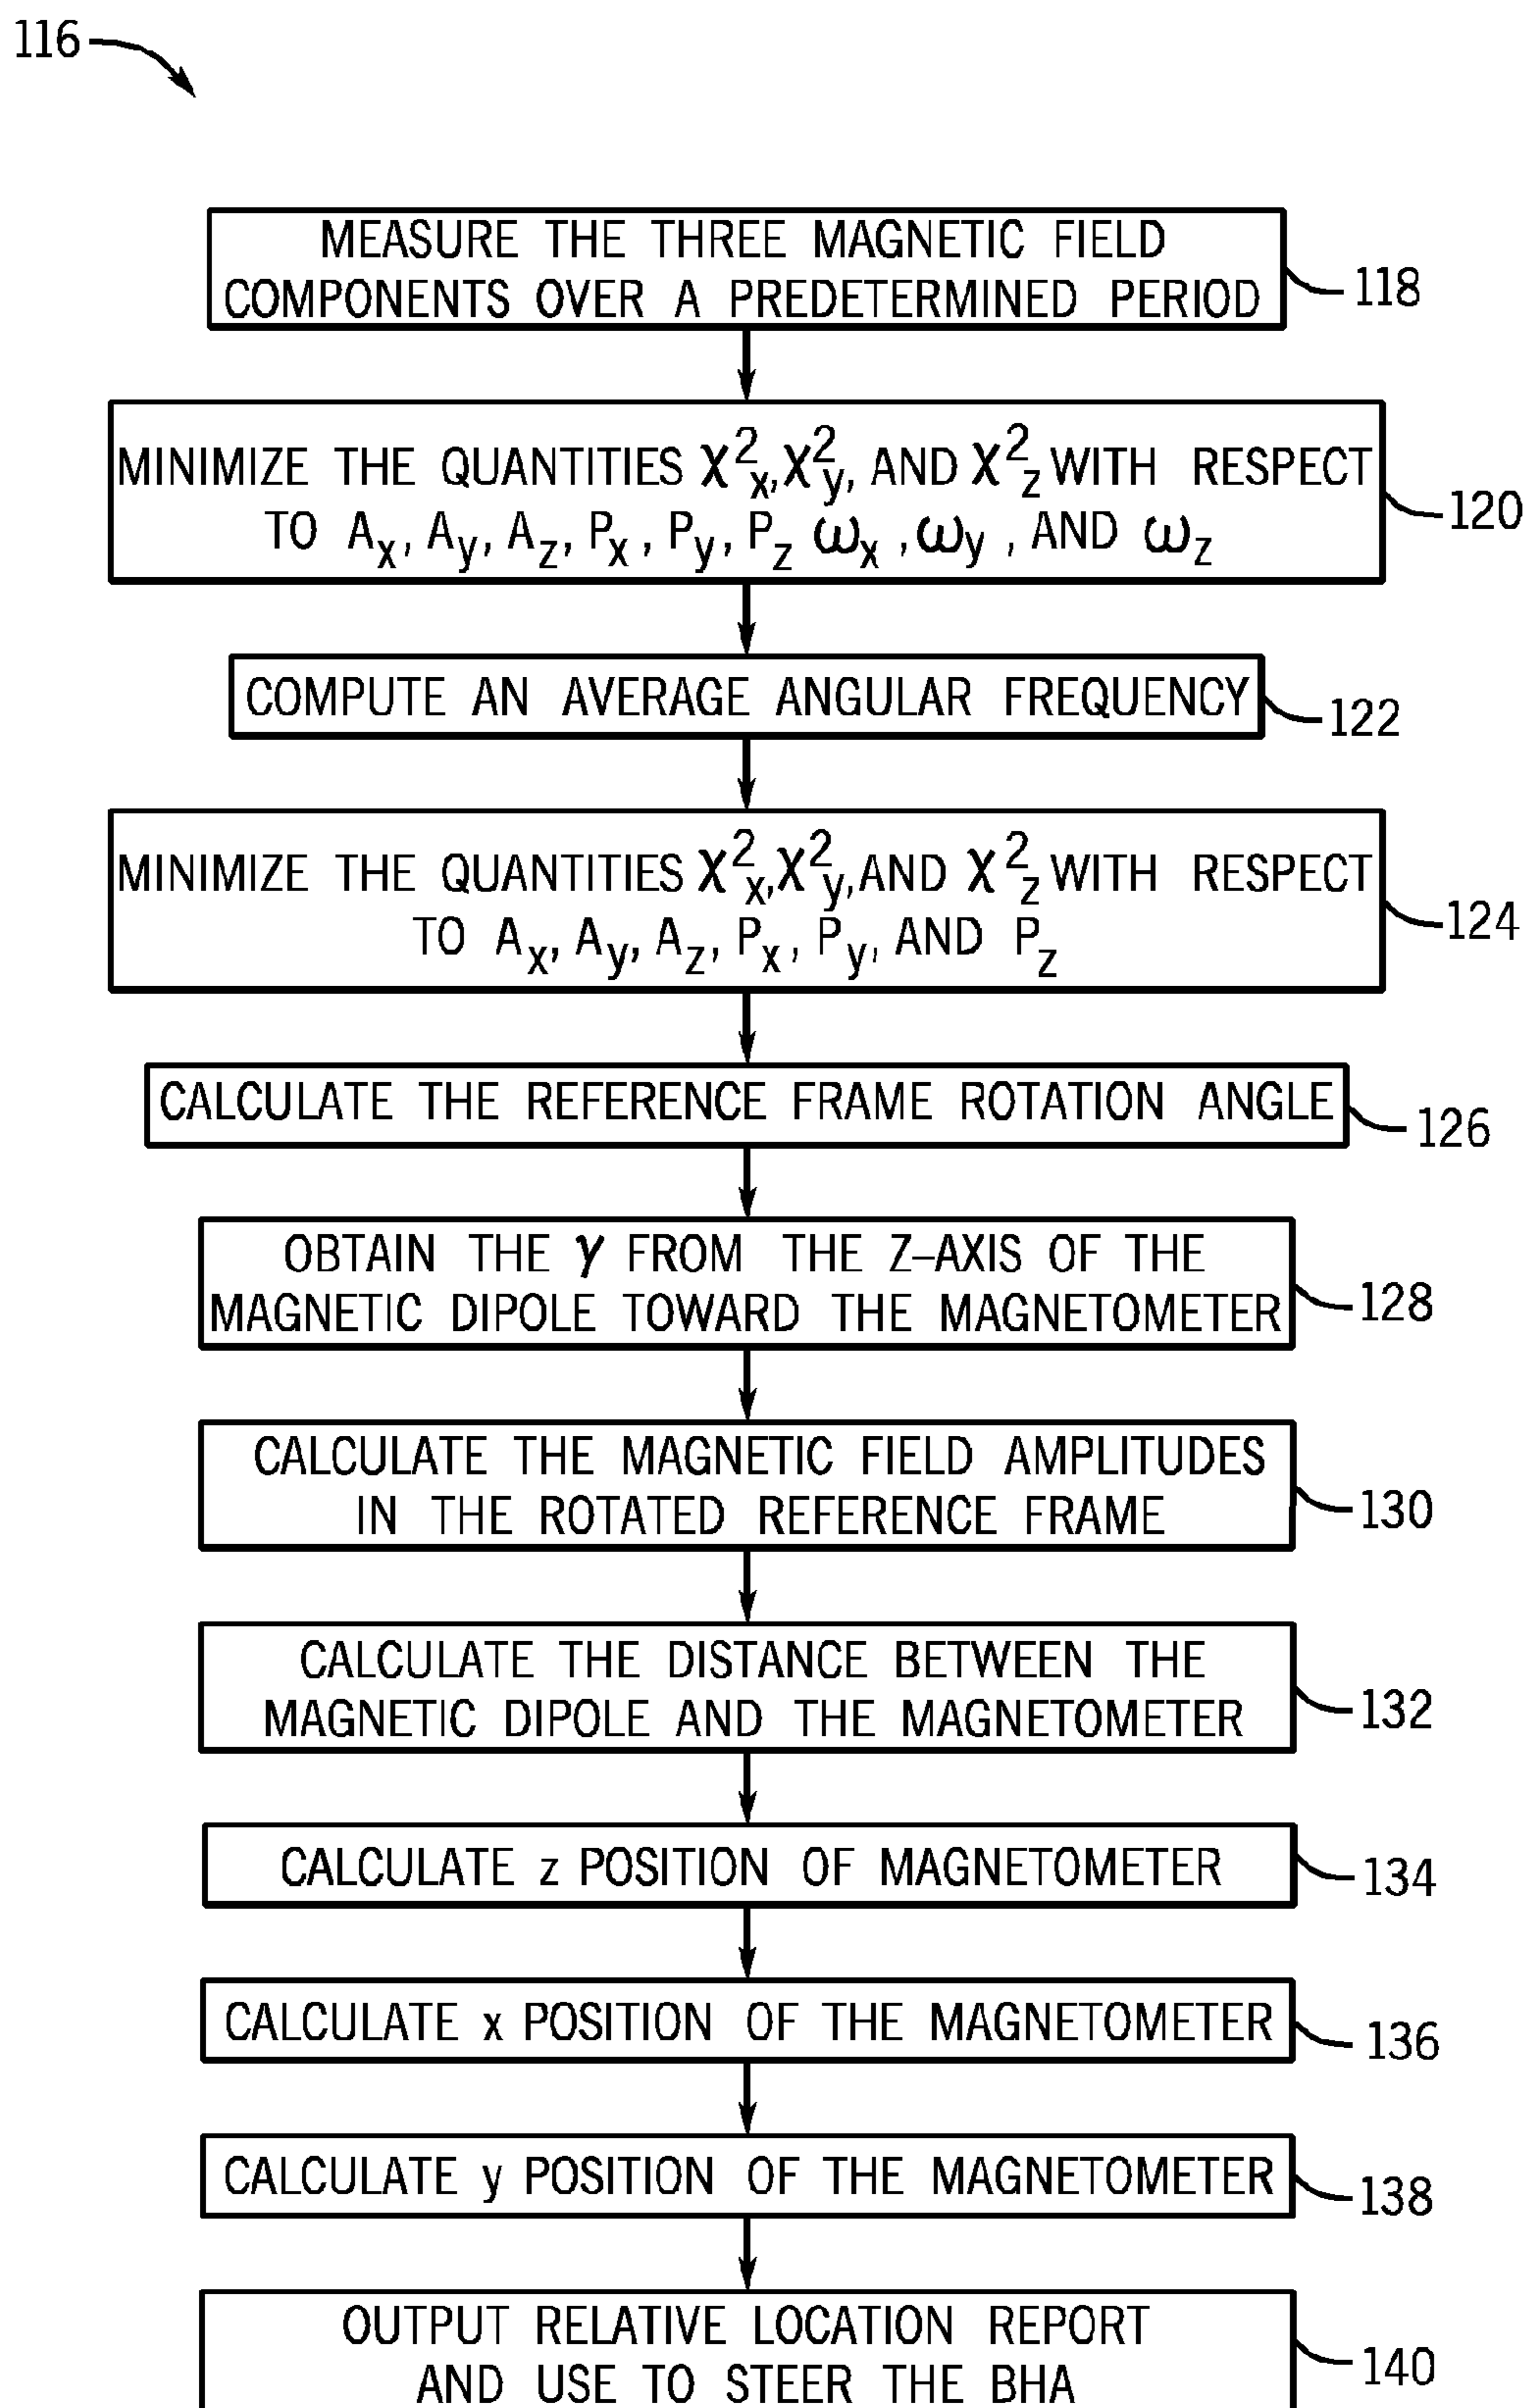 116
MEASURE THE THREE MAGNETIC FIELD
COMPONENTS OVER A PREDETERMINED PERIOD
118
MINIMIZE THE QUANTITIES χ²ₓ, χ²y, AND χ²z WITH RESPECT
TO Aₓ, Ay, Az, Pₓ, Py, Pz ωₓ, ωy, AND ωz
120
COMPUTE AN AVERAGE ANGULAR FREQUENCY
122
MINIMIZE THE QUANTITIES χ²ₓ, χ²y, AND χ²z WITH RESPECT
TO Aₓ, Ay, Az, Pₓ, Py, AND Pz
124
CALCULATE THE REFERENCE FRAME ROTATION ANGLE
126
OBTAIN THE γ FROM THE Z–AXIS OF THE
MAGNETIC DIPOLE TOWARD THE MAGNETOMETER
128
CALCULATE THE MAGNETIC FIELD AMPLITUDES
IN THE ROTATED REFERENCE FRAME
130
CALCULATE THE DISTANCE BETWEEN THE
MAGNETIC DIPOLE AND THE MAGNETOMETER
132
CALCULATE z POSITION OF MAGNETOMETER
134
CALCULATE x POSITION OF THE MAGNETOMETER
136
CALCULATE y POSITION OF THE MAGNETOMETER
138
OUTPUT RELATIVE LOCATION REPORT
AND USE TO STEER THE BHA
140